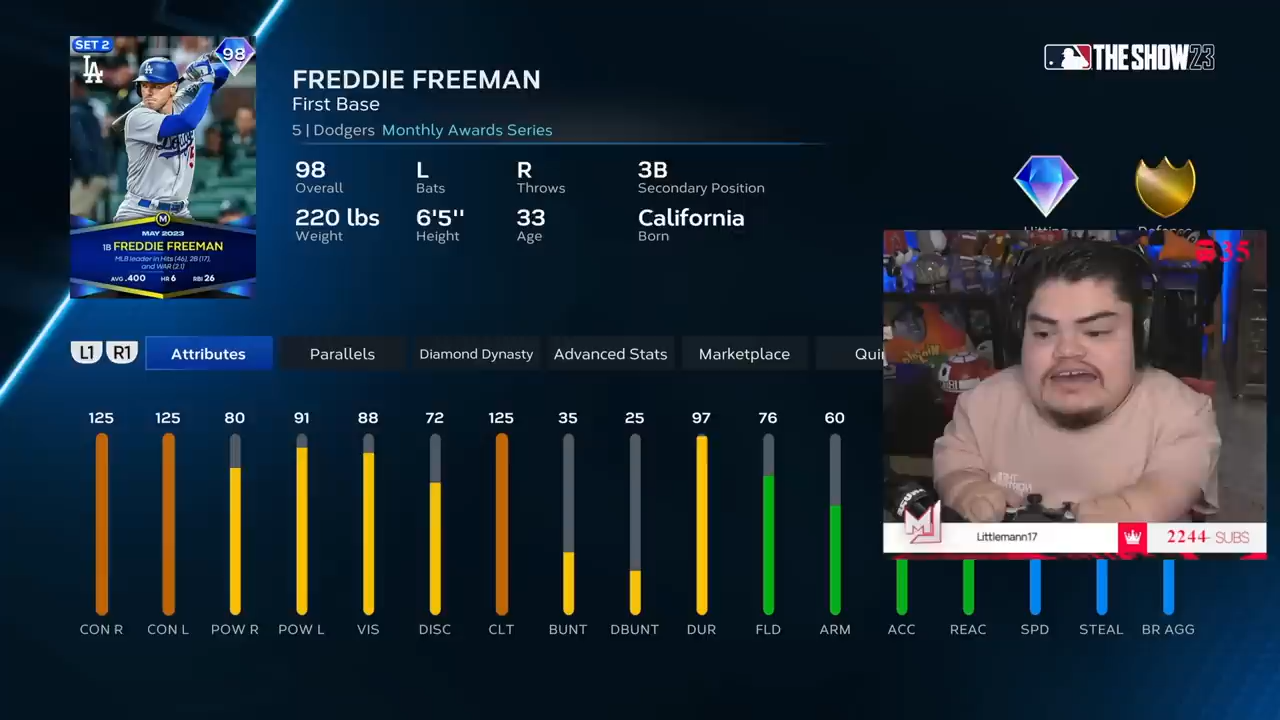 SET 2
98
LA
MAY 2023
1B FREDDIE FREEMAN
MLB leader in Hits (46), 2B (17),
and WAR (2.1)
AVG .400 HR 6 RBI 26
FREDDIE FREEMAN
First Base
5 | Dodgers Monthly Awards Series
98 L R 3B
Overall Bats Throws Secondary Position
220 lbs 6'5'' 33 California
Weight Height Age Born
MLB THE SHOW 23
Hitting Defense
35
L1 R1 Attributes Parallels Diamond Dynasty Advanced Stats Marketplace Qui
125 125 80 91 88 72 125 35 25 97 76 60
CON R CON L POW R POW L VIS DISC CLT BUNT DBUNT DUR FLD ARM ACC REAC SPD STEAL BR AGG
Littlemann17 2244 SUBS